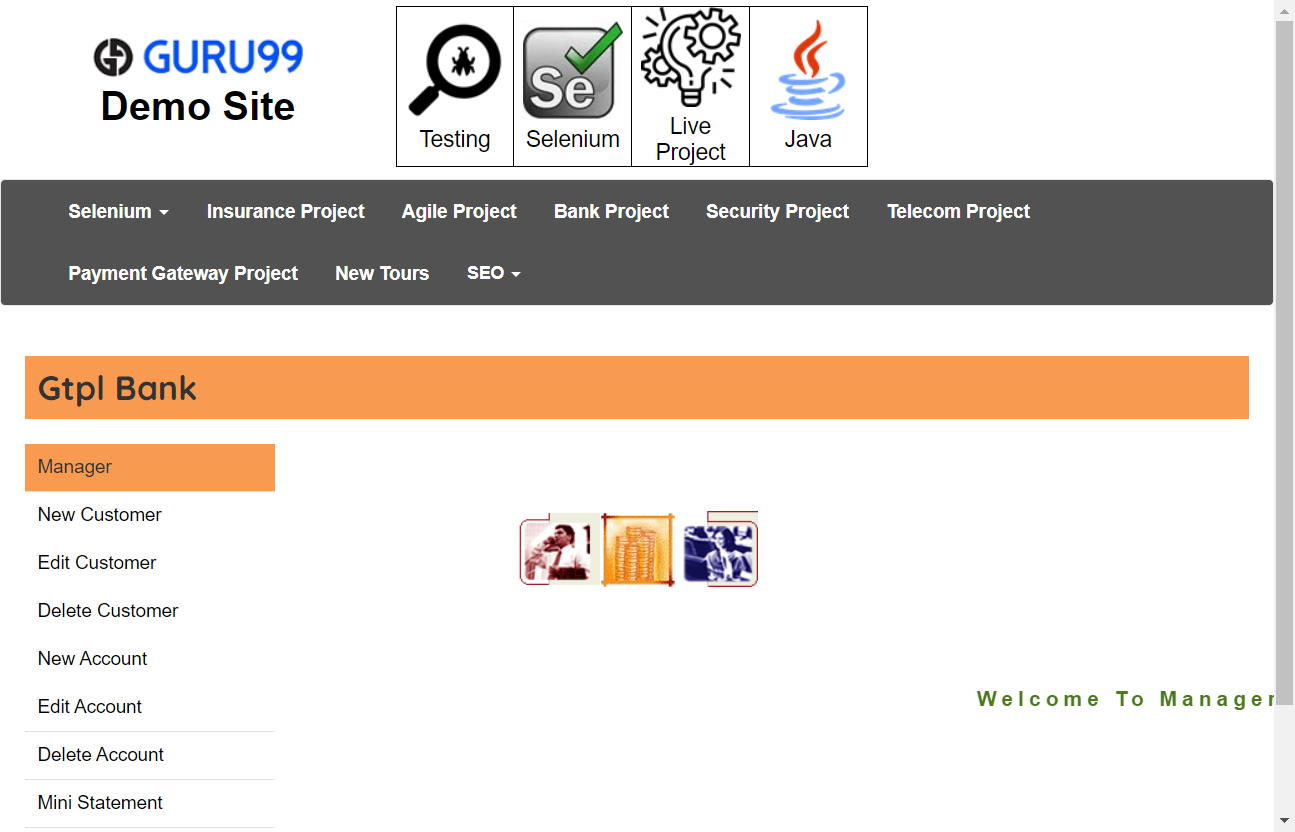 GURU99
Demo Site
Testing
Se
Selenium
Live
Project
Java
Selenium
Insurance Project
Agile Project
Bank Project
Security Project
Telecom Project
Payment Gateway Project
New Tours
SEO
Gtpl Bank
Manager
New Customer
Edit Customer
Delete Customer
New Account
Edit Account
Delete Account
Mini Statement
Welcome To Manager